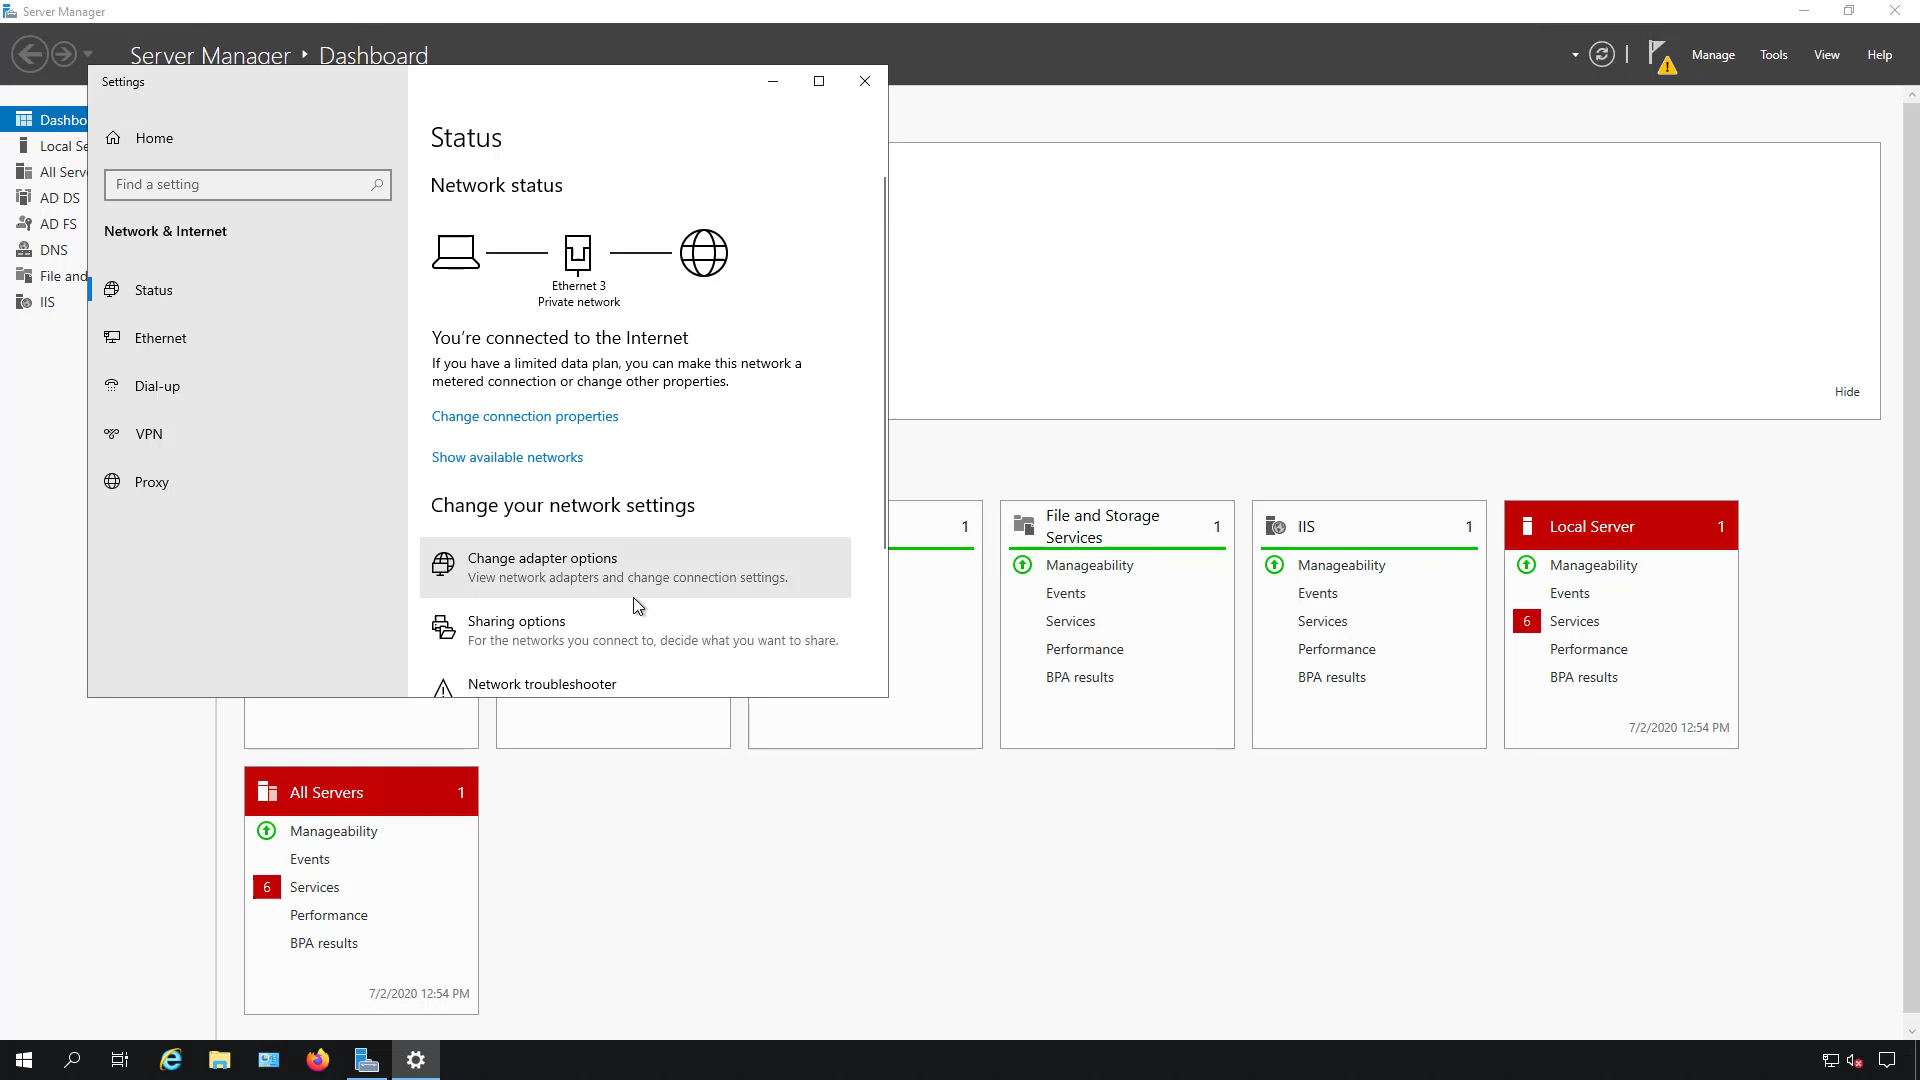 Server Manager
Server Manager
Dashboard
Manage
Tools
View
Help
Settings
Dashbo
Local Se
All Serv
AD DS
AD FS
DNS
File and
IIS
Home
Find a setting
Network & Internet
Status
Ethernet
Dial-up
VPN
Proxy
Status
Network status
Ethernet 3
Private network
You're connected to the Internet
If you have a limited data plan, you can make this network a
metered connection or change other properties.
Change connection properties
Show available networks
Change your network settings
Change adapter options
View network adapters and change connection settings.
Sharing options
For the networks you connect to, decide what you want to share.
Network troubleshooter
Hide
1
File and Storage
Services
1
Manageability
Events
Services
Performance
BPA results
IIS
1
Manageability
Events
Services
Performance
BPA results
Local Server
1
Manageability
Events
6
Services
Performance
BPA results
7/2/2020 12:54 PM
All Servers
1
Manageability
Events
6
Services
Performance
BPA results
7/2/2020 12:54 PM